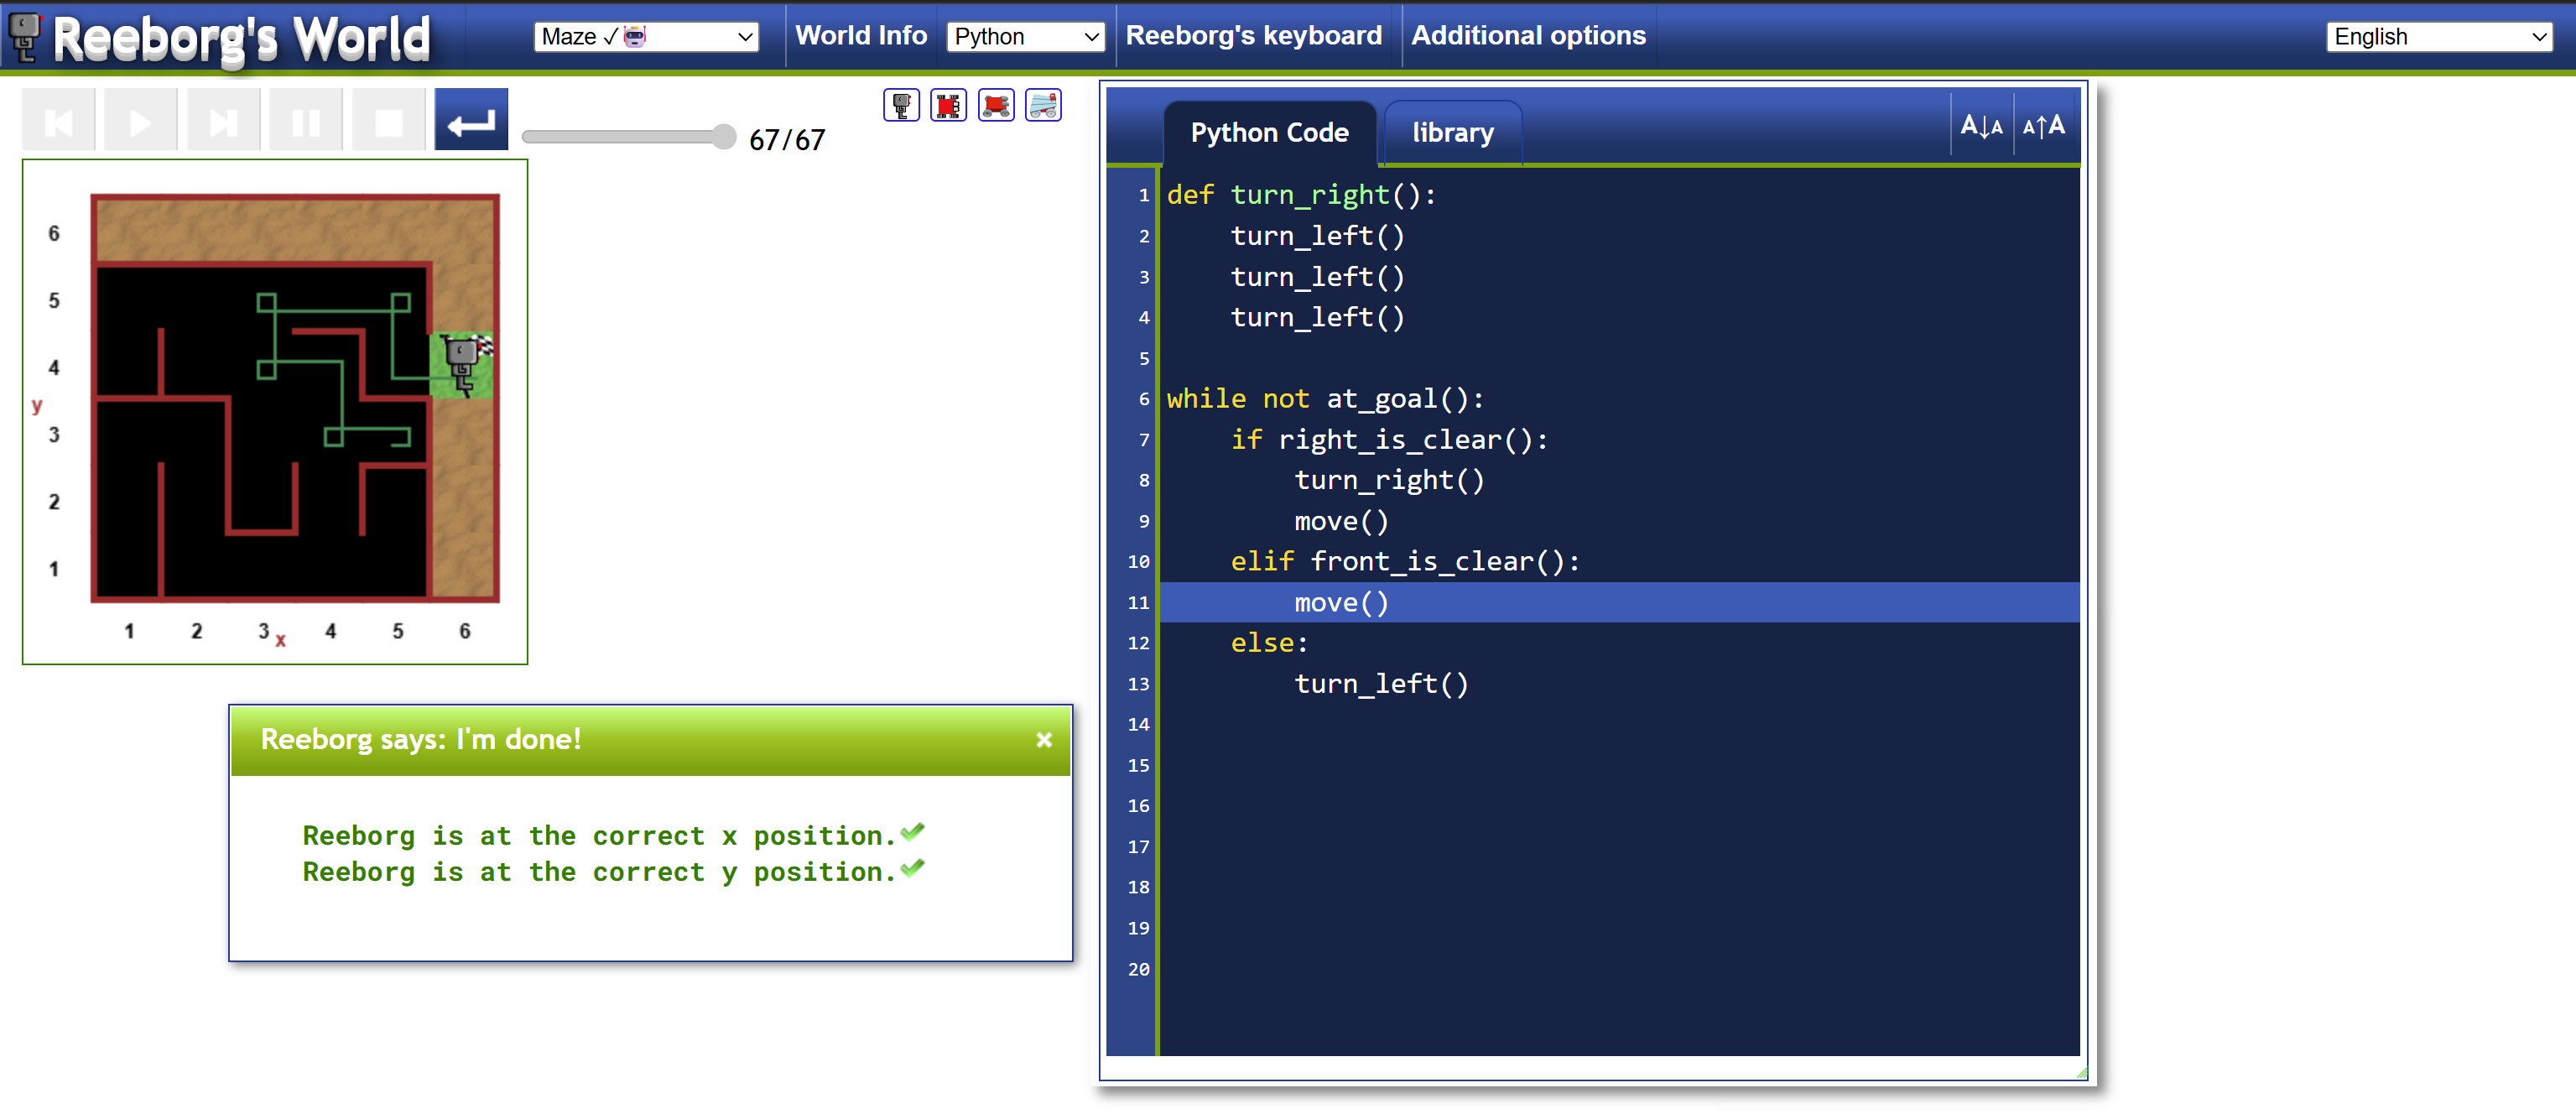 Reeborg's World
Maze ✓
World Info
Python
Reeborg's keyboard
Additional options
English
67/67
6
5
4
y
3
2
1
1 2 3 x 4 5 6
Reeborg says: I'm done! ×
Reeborg is at the correct x position.
Reeborg is at the correct y position.
Python Code
library
A↓A
A↑A
1 def turn_right():
2     turn_left()
3     turn_left()
4     turn_left()
5
6 while not at_goal():
7     if right_is_clear():
8         turn_right()
9         move()
10     elif front_is_clear():
11         move()
12     else:
13         turn_left()
14
15
16
17
18
19
20